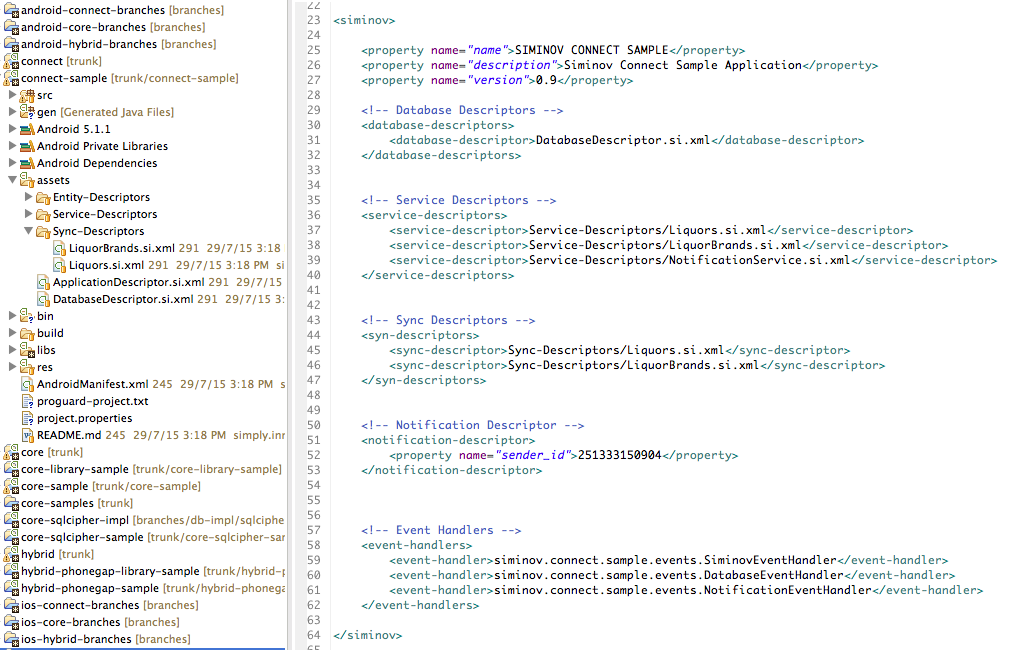 android-connect-branches [branches]
android-core-branches [branches]
android-hybrid-branches [branches]
connect [trunk]
connect-sample [trunk/connect-sample]
src
gen [Generated Java Files]
Android 5.1.1
Android Private Libraries
Android Dependencies
assets
Entity-Descriptors
Service-Descriptors
Sync-Descriptors
LiquorBrands.si.xml 291 29/7/15 3:18
Liquors.si.xml 291 29/7/15 3:18 PM si
ApplicationDescriptor.si.xml 291 29/7/15
DatabaseDescriptor.si.xml 291 29/7/15 3:
bin
build
libs
res
AndroidManifest.xml 245 29/7/15 3:18 PM s
proguard-project.txt
project.properties
README.md 245 29/7/15 3:18 PM simply.inr
core [trunk]
core-library-sample [trunk/core-library-sample]
core-sample [trunk/core-sample]
core-samples [trunk]
core-sqlcipher-impl [branches/db-impl/sqlciphe
core-sqlcipher-sample [trunk/core-sqlcipher-sar
hybrid [trunk]
hybrid-phonegap-library-sample [trunk/hybrid-p
hybrid-phonegap-sample [trunk/hybrid-phonega
ios-connect-branches [branches]
ios-core-branches [branches]
ios-hybrid-branches [branches]
22
23 <siminov>
24
25 <property name="name">SIMINOV CONNECT SAMPLE</property>
26 <property name="description">Siminov Connect Sample Application</property>
27 <property name="version">0.9</property>
28
29 <!-- Database Descriptors -->
30 <database-descriptors>
31 <database-descriptor>DatabaseDescriptor.si.xml</database-descriptor>
32 </database-descriptors>
33
34
35 <!-- Service Descriptors -->
36 <service-descriptors>
37 <service-descriptor>Service-Descriptors/Liquors.si.xml</service-descriptor>
38 <service-descriptor>Service-Descriptors/LiquorBrands.si.xml</service-descriptor>
39 <service-descriptor>Service-Descriptors/NotificationService.si.xml</service-descriptor>
40 </service-descriptors>
41
42
43 <!-- Sync Descriptors -->
44 <syn-descriptors>
45 <sync-descriptor>Sync-Descriptors/Liquors.si.xml</sync-descriptor>
46 <sync-descriptor>Sync-Descriptors/LiquorBrands.si.xml</sync-descriptor>
47 </syn-descriptors>
48
49
50 <!-- Notification Descriptor -->
51 <notification-descriptor>
52 <property name="sender_id">251333150904</property>
53 </notification-descriptor>
54
55
56
57 <!-- Event Handlers -->
58 <event-handlers>
59 <event-handler>siminov.connect.sample.events.SiminovEventHandler</event-handler>
60 <event-handler>siminov.connect.sample.events.DatabaseEventHandler</event-handler>
61 <event-handler>siminov.connect.sample.events.NotificationEventHandler</event-handler>
62 </event-handlers>
63
64 </siminov>
65